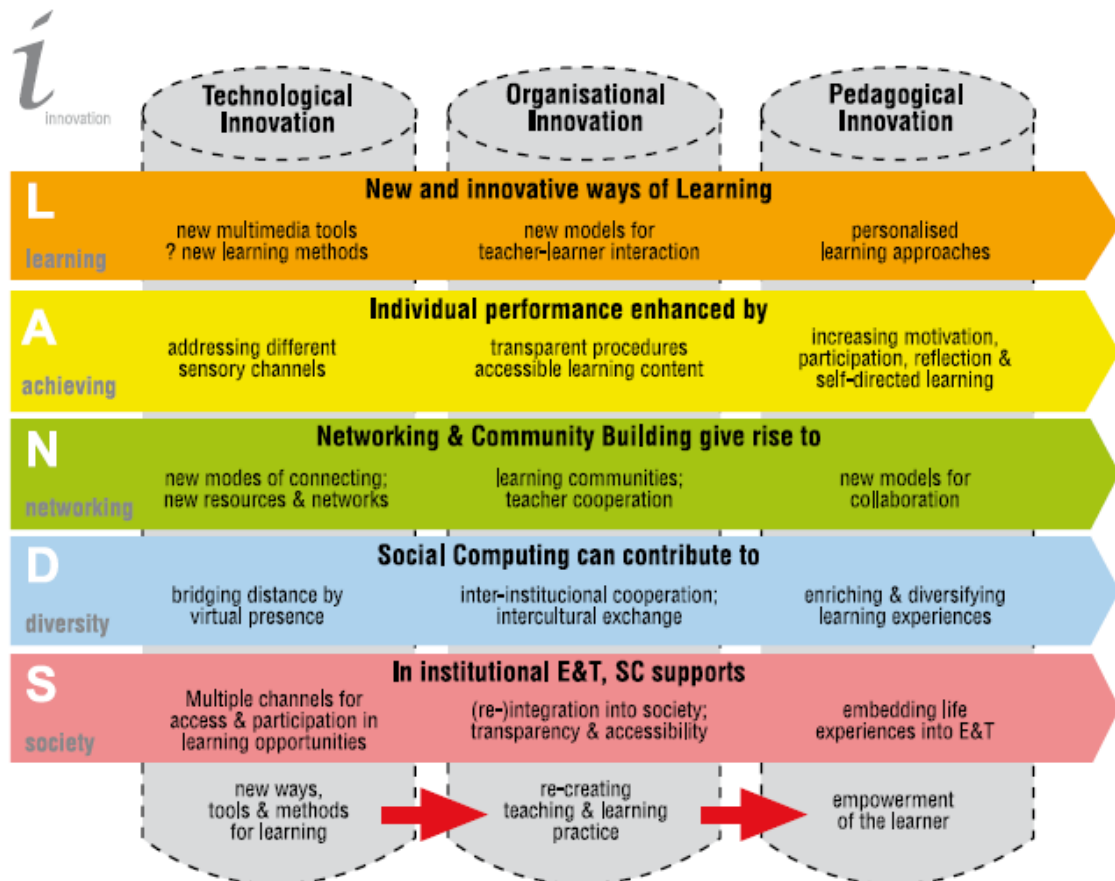 i
innovation
Technological
Innovation
Organisational
Innovation
Pedagogical
Innovation
L
learning
New and innovative ways of Learning
new multimedia tools
? new learning methods
new models for
teacher-learner interaction
personalised
learning approaches
A
achieving
Individual performance enhanced by
addressing different
sensory channels
transparent procedures
accessible learning content
increasing motivation,
participation, reflection &
self-directed learning
N
networking
Networking & Community Building give rise to
new modes of connecting;
new resources & networks
learning communities;
teacher cooperation
new models for
collaboration
D
diversity
Social Computing can contribute to
bridging distance by
virtual presence
inter-institucional cooperation;
intercultural exchange
enriching & diversifying
learning experiences
S
society
In institutional E&T, SC supports
Multiple channels for
access & participation in
learning opportunities
(re-)integration into society;
transparency & accessibility
embedding life
experiences into E&T
new ways,
tools & methods
for learning
re-creating
teaching & learning
practice
empowerment
of the learner